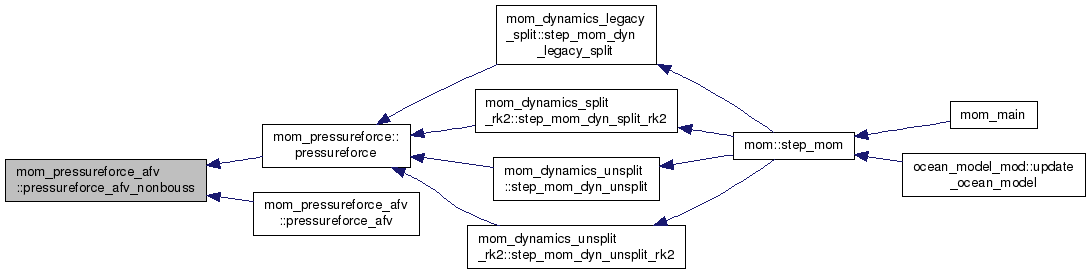 mom_dynamics_legacy
_split::step_mom_dyn
_legacy_split
mom_dynamics_split
_rk2::step_mom_dyn_split_rk2
mom_main
mom_pressureforce::
pressureforce
mom::step_mom
mom_pressureforce_afv
::pressureforce_afv_nonbouss
mom_dynamics_unsplit
::step_mom_dyn_unsplit
ocean_model_mod::update
_ocean_model
mom_pressureforce_afv
::pressureforce_afv
mom_dynamics_unsplit
_rk2::step_mom_dyn_unsplit_rk2